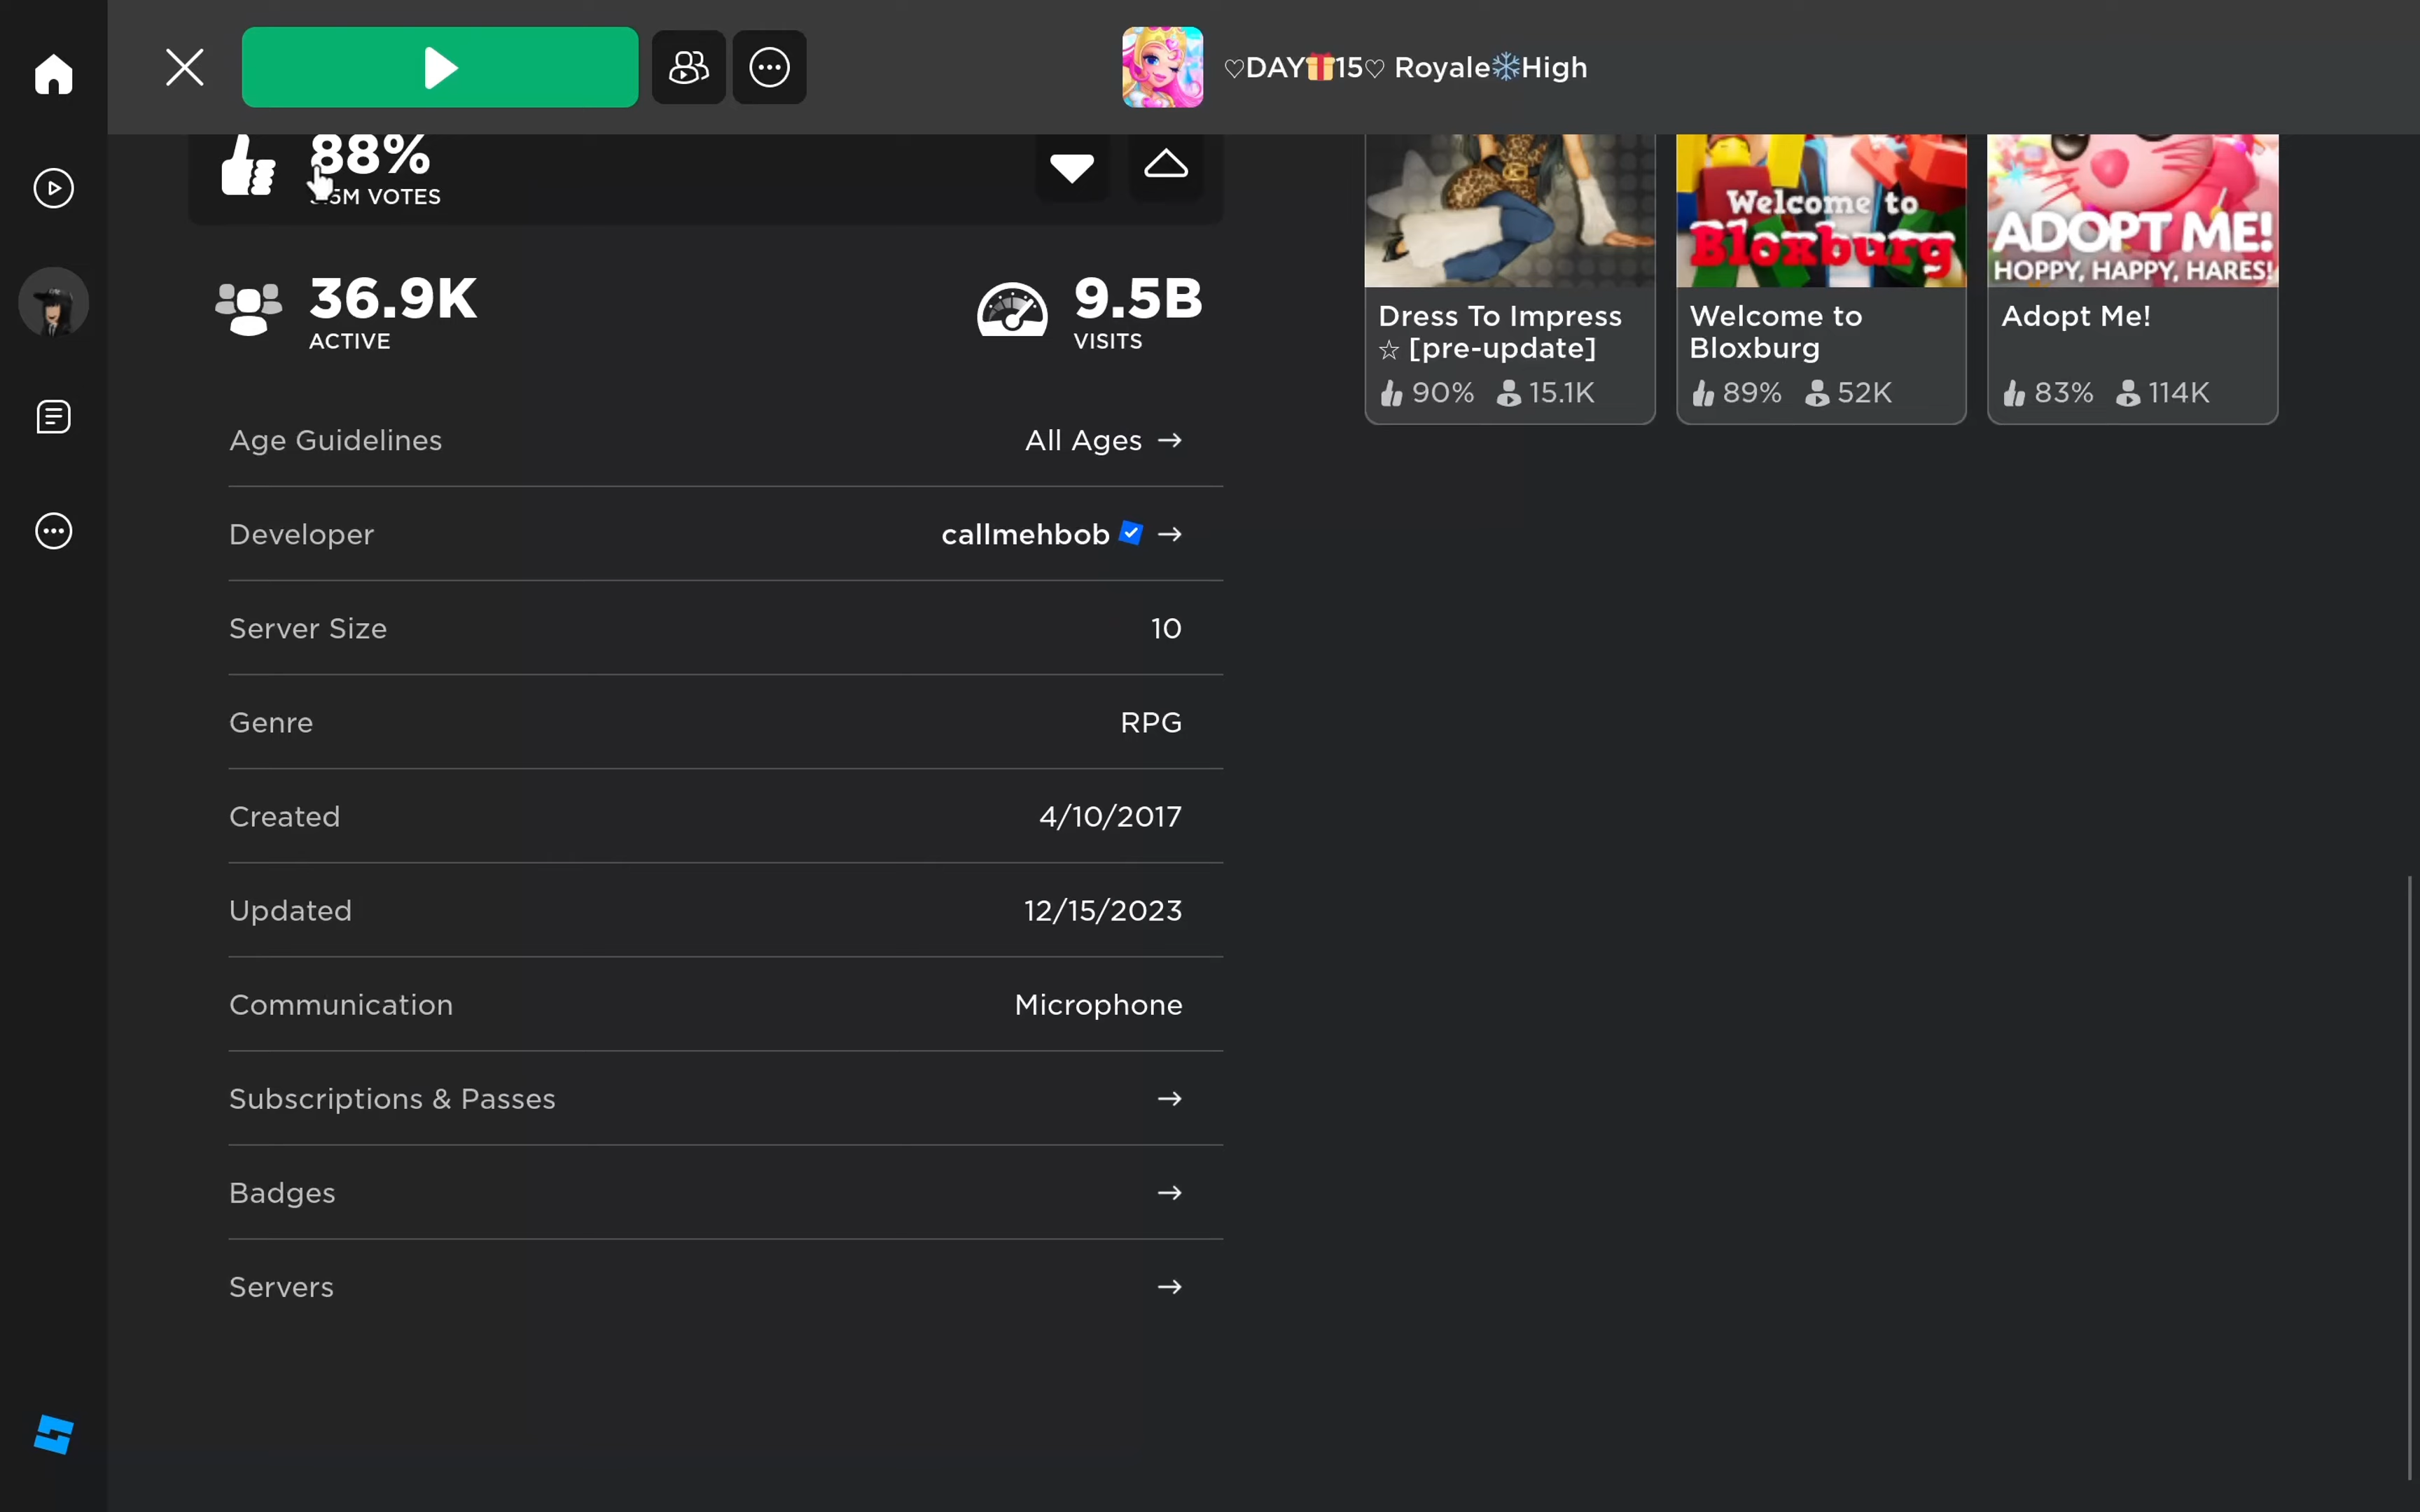 ♡DAY🎁15♡ Royale❄️High
88%
VOTES
36.9K
ACTIVE
9.5B
VISITS
Age Guidelines All Ages →
Developer callmehbob →
Server Size 10
Genre RPG
Created 4/10/2017
Updated 12/15/2023
Communication Microphone
Subscriptions & Passes →
Badges →
Servers →
Welcome to
Bloxburg
ADOPT ME!
HOPPY, HAPPY, HARES!
Dress To Impress
☆ [pre-update]
90% 15.1K
Welcome to
Bloxburg
89% 52K
Adopt Me!
83% 114K